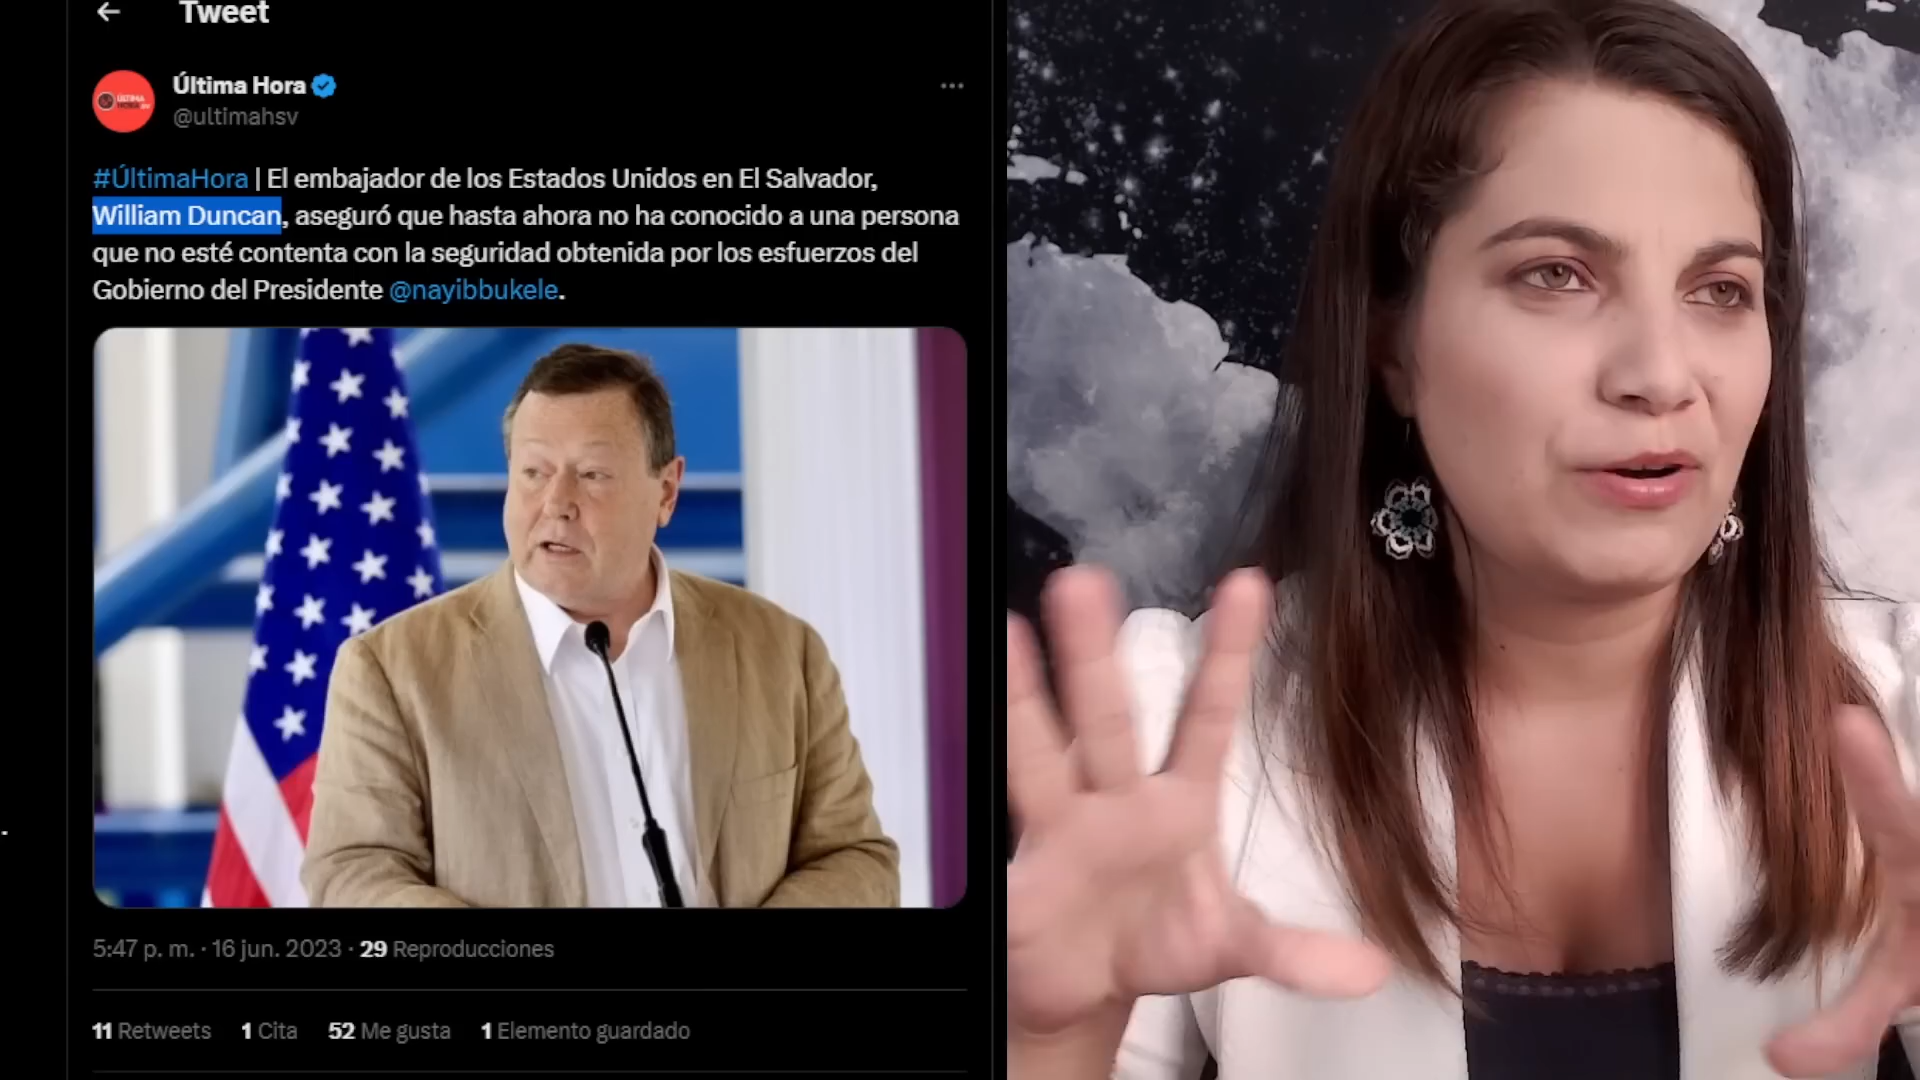 Tweet
Última Hora
@ultimahsv
#ÚltimaHora | El embajador de los Estados Unidos en El Salvador,
William Duncan, aseguró que hasta ahora no ha conocido a una persona
que no esté contenta con la seguridad obtenida por los esfuerzos del
Gobierno del Presidente @nayibbukele.
5:47 p. m. · 16 jun. 2023 · 29 Reproducciones
11 Retweets 1 Cita 52 Me gusta 1 Elemento guardado